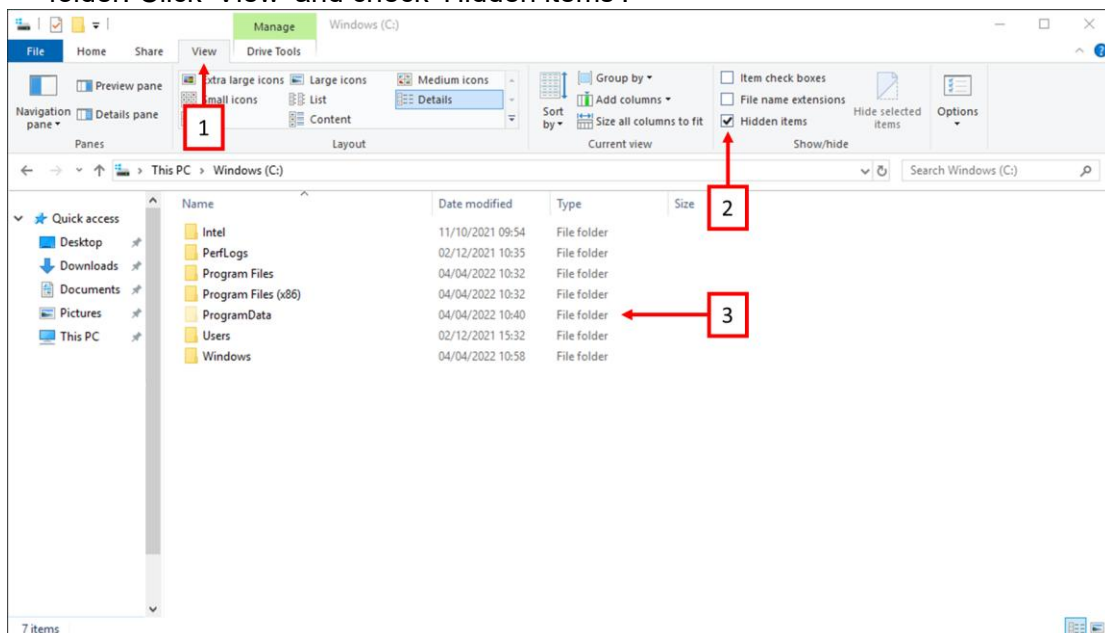 folder. Click 'View' and check 'Hidden items'.
Manage Windows (C:)
File Home Share View Drive Tools
Navigation pane
Preview pane
Details pane
Panes
Extra large icons Large icons Medium icons
Small icons List Details
Content
Layout
Sort by
Group by
Add columns
Size all columns to fit
Current view
Item check boxes
File name extensions
Hidden items
Hide selected items
Show/hide
Options
1
2
This PC > Windows (C:)
Search Windows (C:)
Quick access
Desktop
Downloads
Documents
Pictures
This PC
Name Date modified Type Size
Intel 11/10/2021 09:54 File folder
PerfLogs 02/12/2021 10:35 File folder
Program Files 04/04/2022 10:32 File folder
Program Files (x86) 04/04/2022 10:32 File folder
ProgramData 04/04/2022 10:40 File folder
3
Users 02/12/2021 15:32 File folder
Windows 04/04/2022 10:58 File folder
7 items